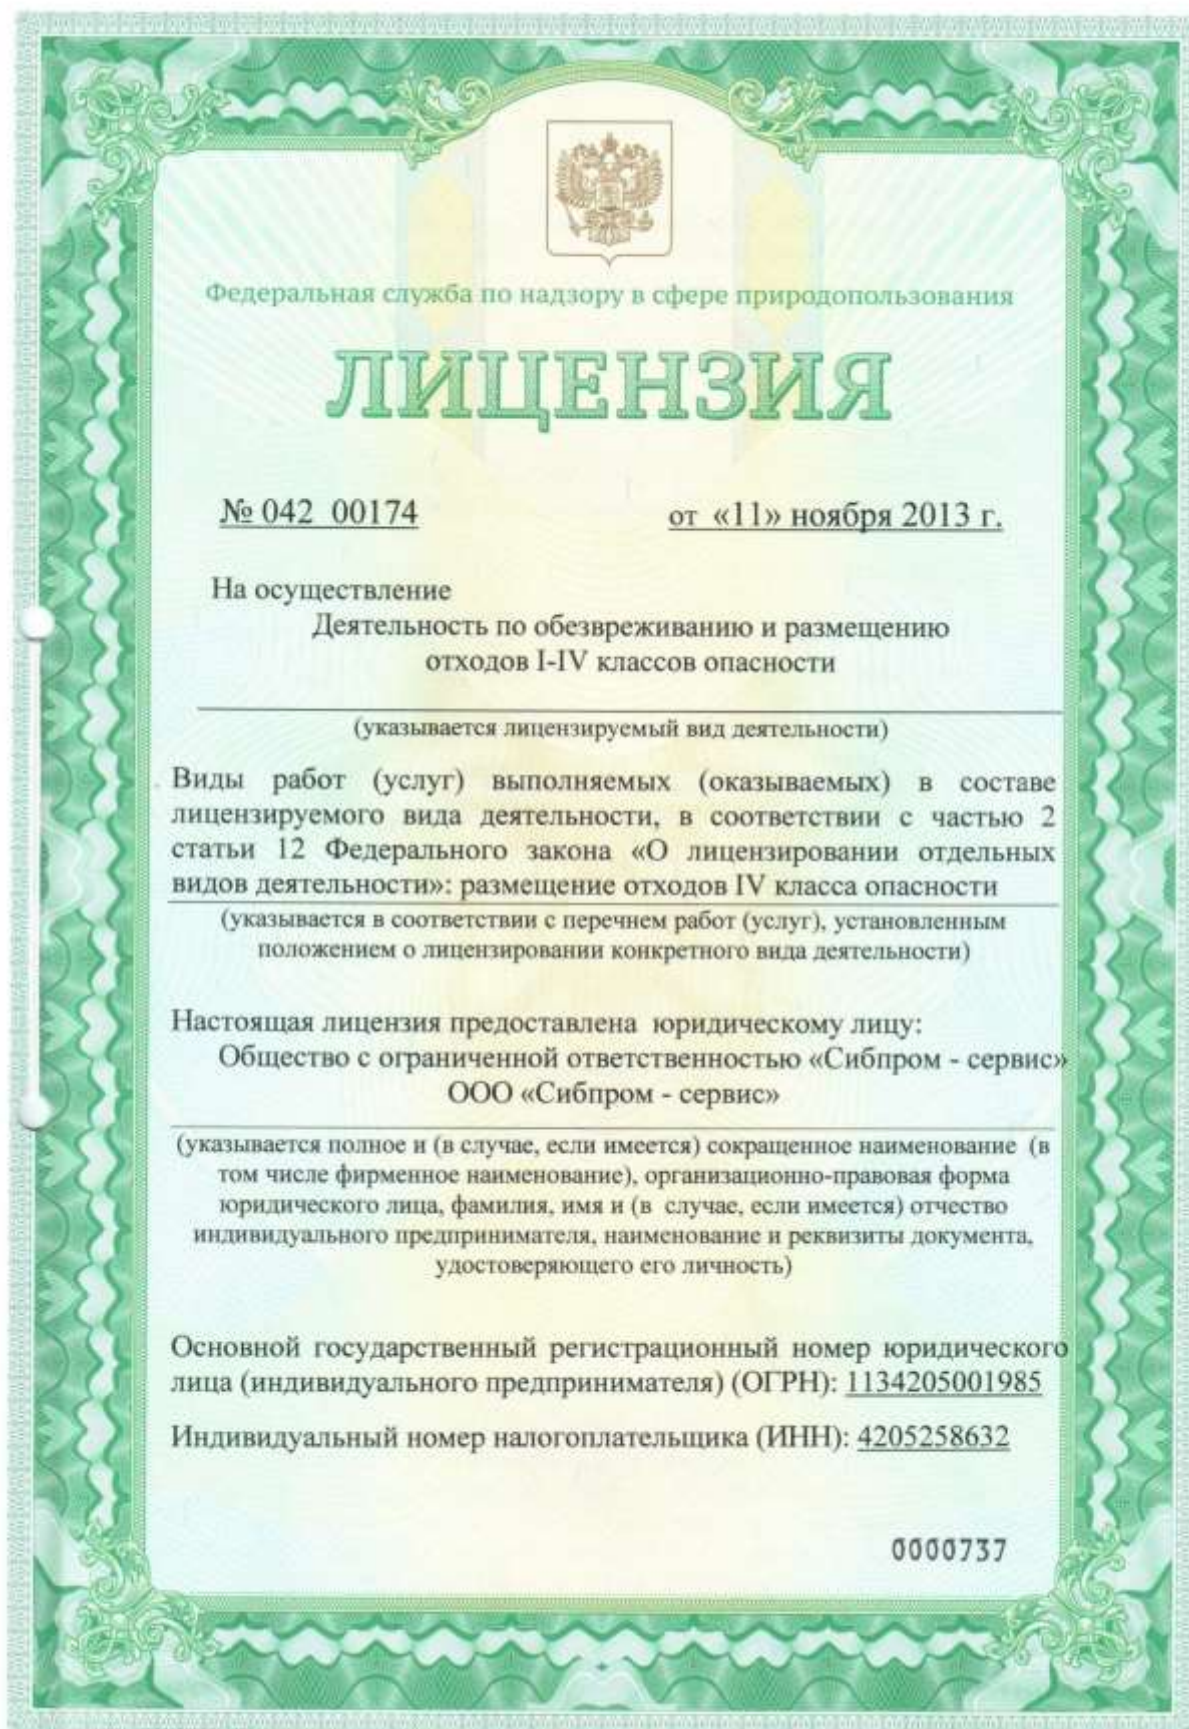 Федеральная служба по надзору в сфере природопользования
ЛИЦЕНЗИЯ
№ 042 00174 от «11» ноября 2013 г.
На осуществление
Деятельность по обезвреживанию и размещению
отходов I-IV классов опасности
(указывается лицензируемый вид деятельности)
Виды работ (услуг) выполняемых (оказываемых) в составе
лицензируемого вида деятельности, в соответствии с частью 2
статьи 12 Федерального закона «О лицензировании отдельных
видов деятельности»: размещение отходов IV класса опасности
(указывается в соответствии с перечнем работ (услуг), установленным
положением о лицензировании конкретного вида деятельности)
Настоящая лицензия предоставлена юридическому лицу:
Общество с ограниченной ответственностью «Сибпром - сервис»
ООО «Сибпром - сервис»
(указывается полное и (в случае, если имеется) сокращенное наименование (в
том числе фирменное наименование), организационно-правовая форма
юридического лица, фамилия, имя и (в случае, если имеется) отчество
индивидуального предпринимателя, наименование и реквизиты документа,
удостоверяющего его личность)
Основной государственный регистрационный номер юридического
лица (индивидуального предпринимателя) (ОГРН): 1134205001985
Индивидуальный номер налогоплательщика (ИНН): 4205258632
0000737